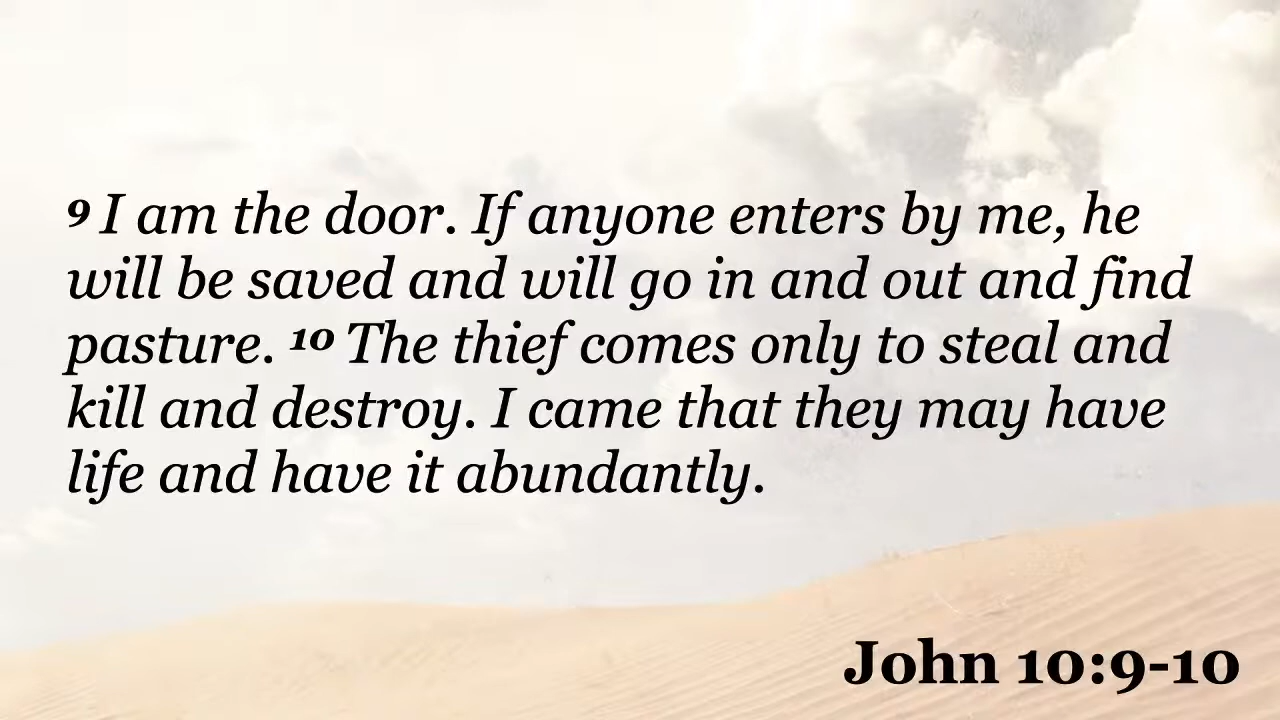 9 I am the door. If anyone enters by me, he
will be saved and will go in and out and find
pasture. 10 The thief comes only to steal and
kill and destroy. I came that they may have
life and have it abundantly.
John 10:9-10